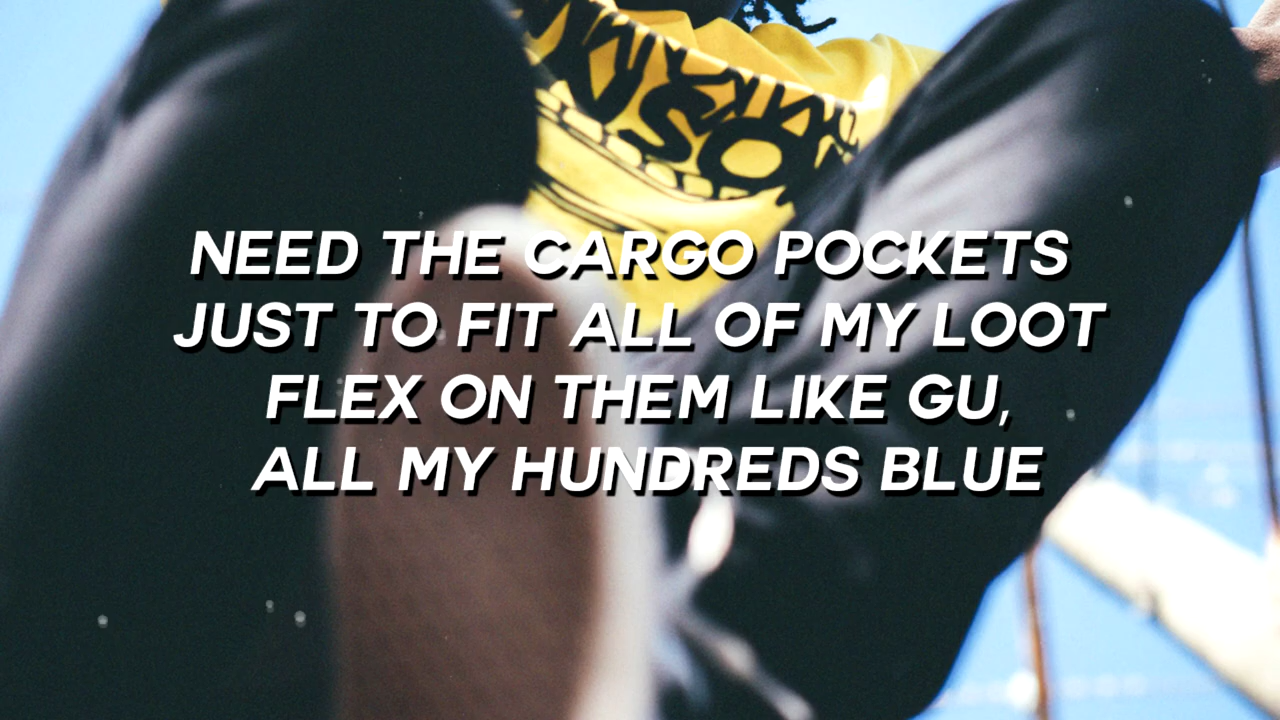 NEED THE CARGO POCKETS
JUST TO FIT ALL OF MY LOOT
FLEX ON THEM LIKE GU,
ALL MY HUNDREDS BLUE